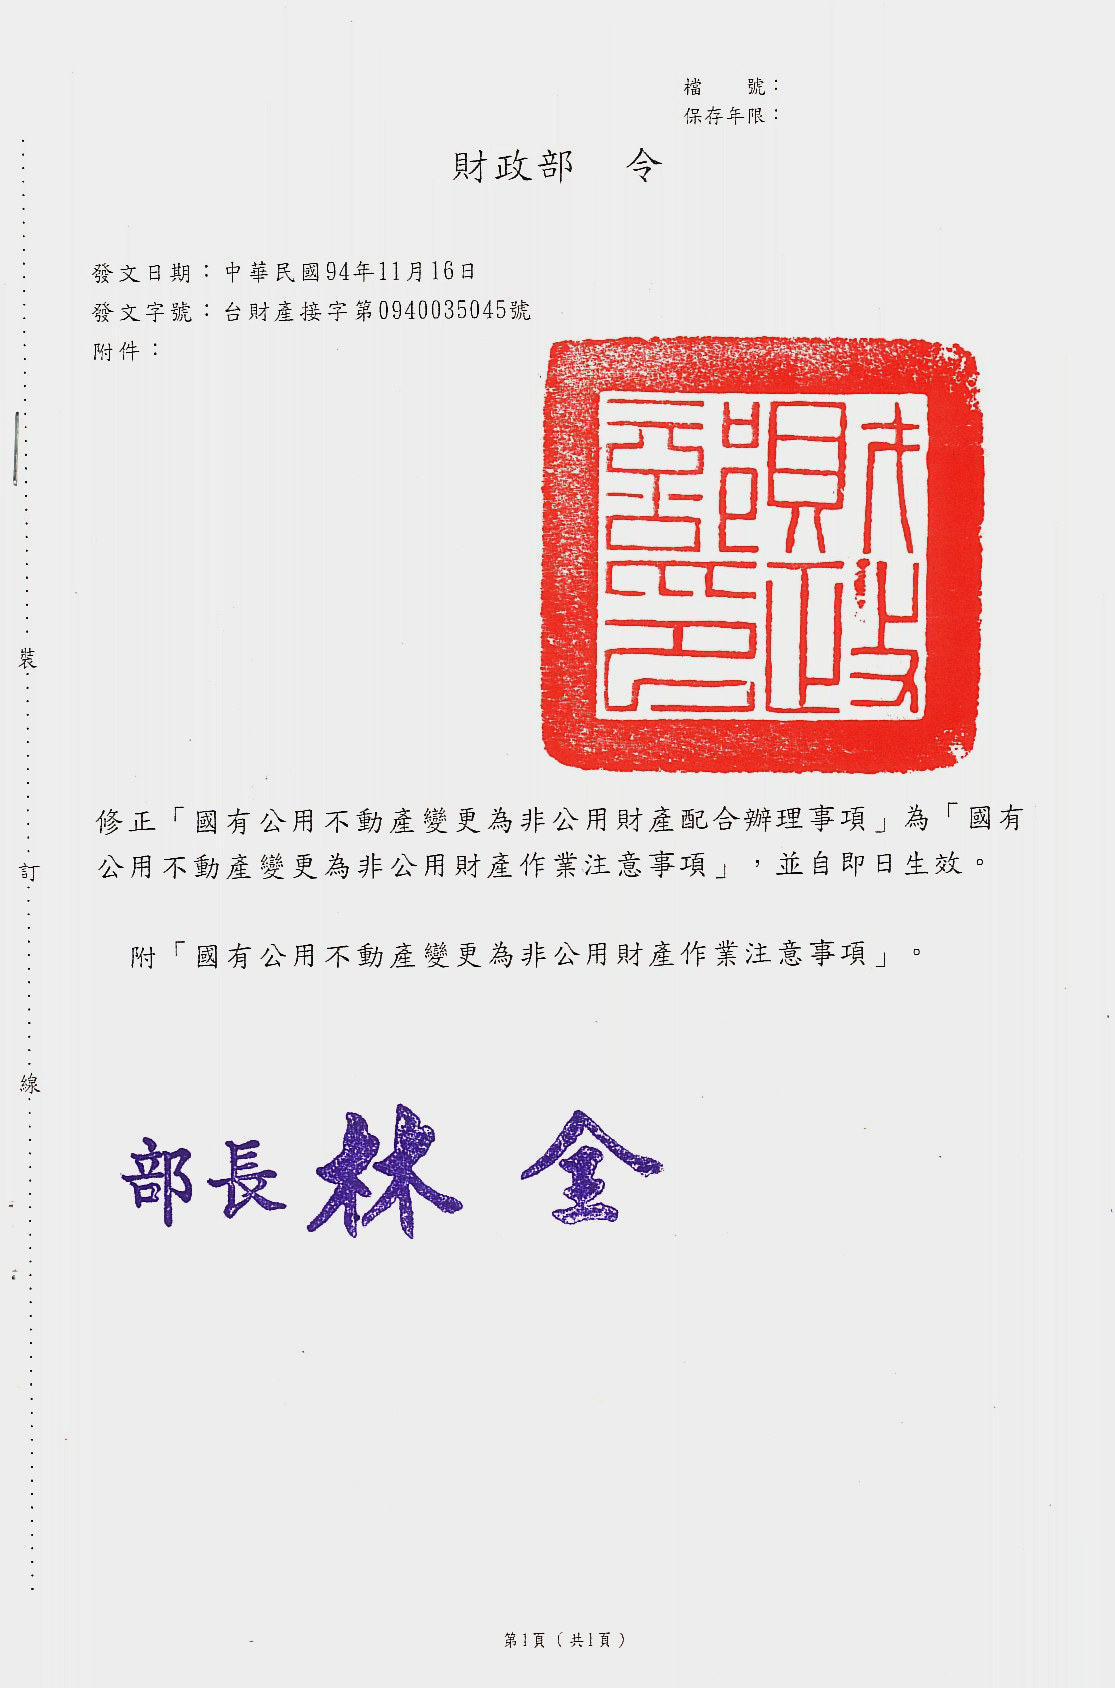 檔　　號：
保存年限：
財政部　令
發文日期：中華民國94年11月16日
發文字號：台財產接字第0940035045號
附件：
財政部印
修正「國有公用不動產變更為非公用財產配合辦理事項」為「國有
公用不動產變更為非公用財產作業注意事項」，並自即日生效。
附「國有公用不動產變更為非公用財產作業注意事項」。
部長林　全
裝
訂
線
第1頁（共1頁）